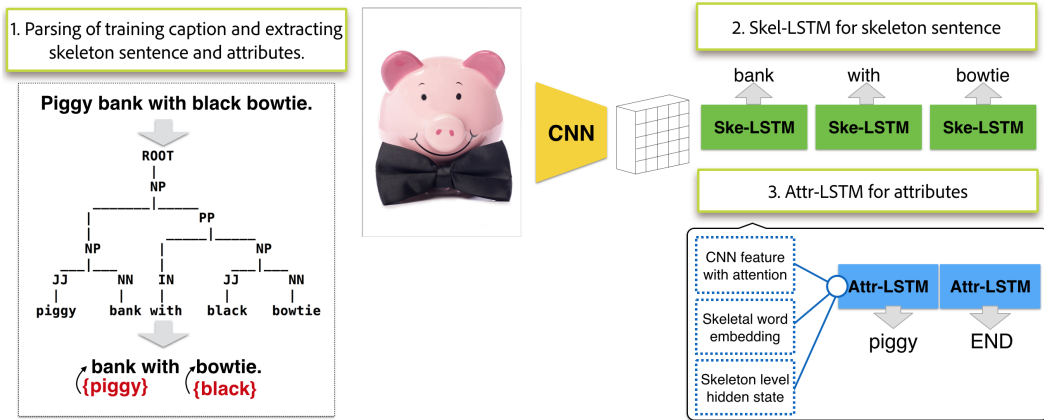 1. Parsing of training caption and extracting
skeleton sentence and attributes.
Piggy bank with black bowtie.
ROOT
NP
PP
NP
NP
JJ NN IN JJ NN
piggy bank with black bowtie
bank with bowtie.
{piggy} {black}
CNN
2. Skel-LSTM for skeleton sentence
bank with bowtie
Ske-LSTM Ske-LSTM Ske-LSTM
3. Attr-LSTM for attributes
CNN feature
with attention
Skeletal word
embedding
Skeleton level
hidden state
Attr-LSTM Attr-LSTM
piggy END